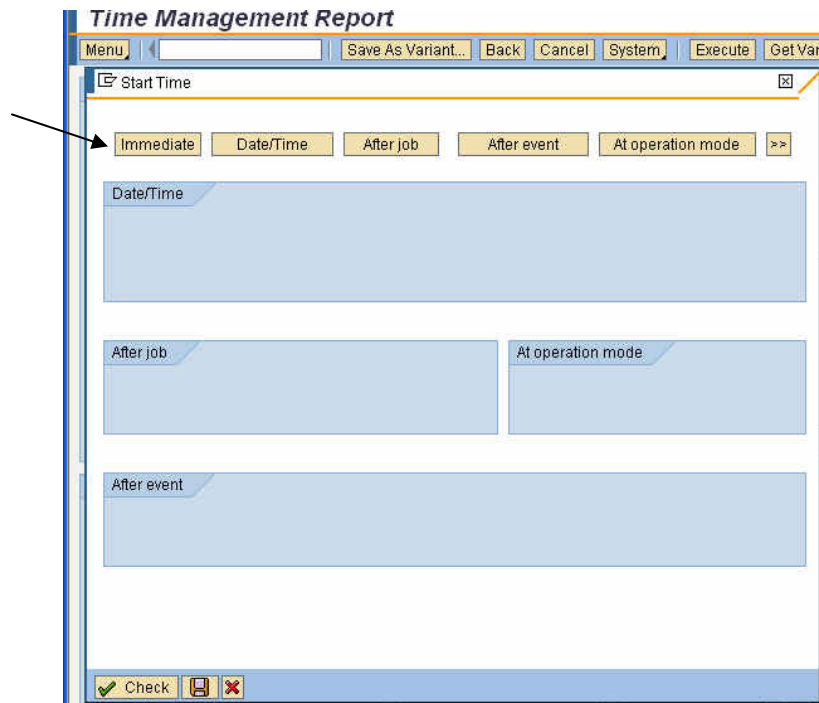 Time Management Report
Menu Save As Variant... Back Cancel System Execute Get Var
Start Time
Immediate Date/Time After job After event At operation mode >>
Date/Time
After job At operation mode
After event
Check